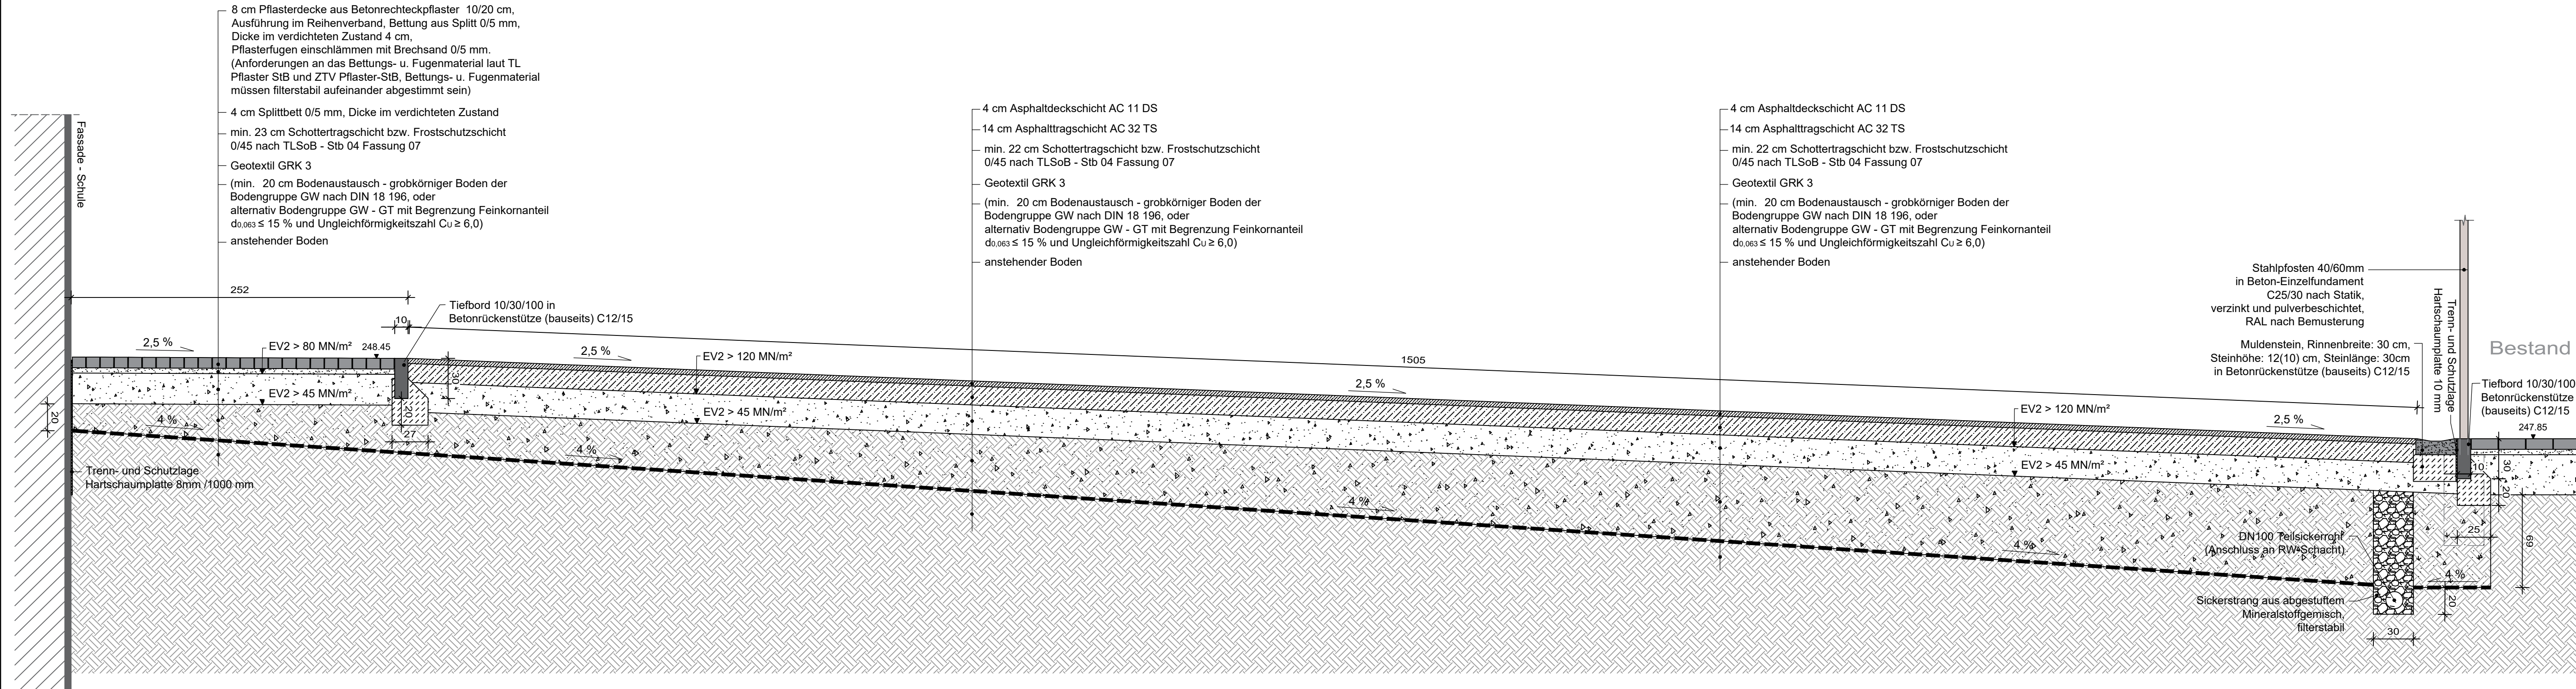 8 cm Pflasterdecke aus Betonrechteckpflaster 10/20 cm,
Ausführung im Reihenverband, Bettung aus Splitt 0/5 mm,
Dicke im verdichteten Zustand 4 cm,
Pflasterfugen einschlämmen mit Brechsand 0/5 mm.
(Anforderungen an das Bettungs- u. Fugenmaterial laut TL
Pflaster StB und ZTV Pflaster-StB, Bettungs- u. Fugenmaterial
müssen filterstabil aufeinander abgestimmt sein)
4 cm Splittbett 0/5 mm, Dicke im verdichteten Zustand
min. 23 cm Schottertragschicht bzw. Frostschutzschicht
0/45 nach TLSoB - Stb 04 Fassung 07
Geotextil GRK 3
(min. 20 cm Bodenaustausch - grobkörniger Boden der
Bodengruppe GW nach DIN 18 196, oder
alternativ Bodengruppe GW - GT mit Begrenzung Feinkornanteil
d0,063 ≤ 15 % und Ungleichförmigkeitszahl CU ≥ 6,0)
anstehender Boden
Fassade - Schule
4 cm Asphaltdeckschicht AC 11 DS
14 cm Asphalttragschicht AC 32 TS
min. 22 cm Schottertragschicht bzw. Frostschutzschicht
0/45 nach TLSoB - Stb 04 Fassung 07
Geotextil GRK 3
(min. 20 cm Bodenaustausch - grobkörniger Boden der
Bodengruppe GW nach DIN 18 196, oder
alternativ Bodengruppe GW - GT mit Begrenzung Feinkornanteil
d0,063 ≤ 15 % und Ungleichförmigkeitszahl CU ≥ 6,0)
anstehender Boden
4 cm Asphaltdeckschicht AC 11 DS
14 cm Asphalttragschicht AC 32 TS
min. 22 cm Schottertragschicht bzw. Frostschutzschicht
0/45 nach TLSoB - Stb 04 Fassung 07
Geotextil GRK 3
(min. 20 cm Bodenaustausch - grobkörniger Boden der
Bodengruppe GW nach DIN 18 196, oder
alternativ Bodengruppe GW - GT mit Begrenzung Feinkornanteil
d0,063 ≤ 15 % und Ungleichförmigkeitszahl CU ≥ 6,0)
anstehender Boden
252
10
Tiefbord 10/30/100 in
Betonrückenstütze (bauseits) C12/15
2,5 %
EV2 > 80 MN/m²
248.45
EV2 > 45 MN/m²
20
4 %
Trenn- und Schutzlage
Hartschaumplatte 8mm /1000 mm
30
20
27
2,5 %
EV2 > 120 MN/m²
EV2 > 45 MN/m²
4 %
1505
2,5 %
4 %
EV2 > 120 MN/m²
EV2 > 45 MN/m²
2,5 %
4 %
Stahlpfosten 40/60mm
in Beton-Einzelfundament
C25/30 nach Statik,
verzinkt und pulverbeschichtet,
RAL nach Bemusterung
Muldenstein, Rinnenbreite: 30 cm,
Steinhöhe: 12(10) cm, Steinlänge: 30cm
in Betonrückenstütze (bauseits) C12/15
Trenn- und Schutzlage
Hartschaumplatte 10 mm
Bestand
Tiefbord 10/30/100
Betonrückenstütze
(bauseits) C12/15
247.85
10
30
20
25
69
DN100 Teilsickerrohr
(Anschluss an RW-Schacht)
4 %
20
Sickerstrang aus abgestuftem
Mineralstoffgemisch,
filterstabil
30